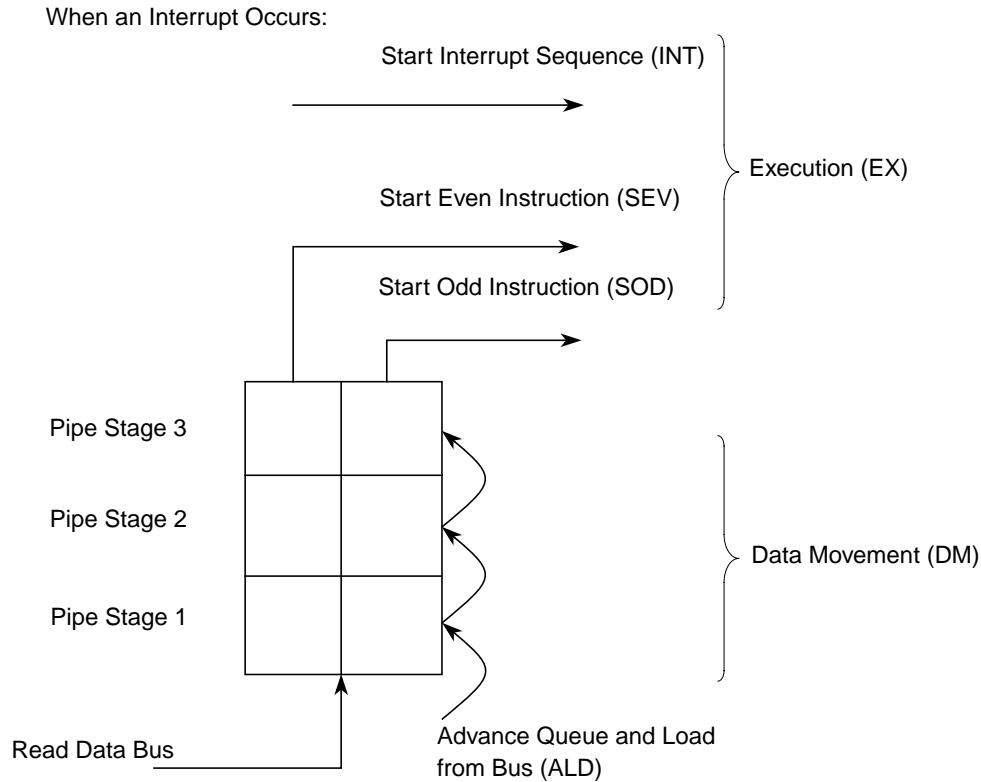 When an Interrupt Occurs:
Start Interrupt Sequence (INT)
Execution (EX)
Start Even Instruction (SEV)
Start Odd Instruction (SOD)
Pipe Stage 3
Pipe Stage 2
Data Movement (DM)
Pipe Stage 1
Read Data Bus
Advance Queue and Load
from Bus (ALD)